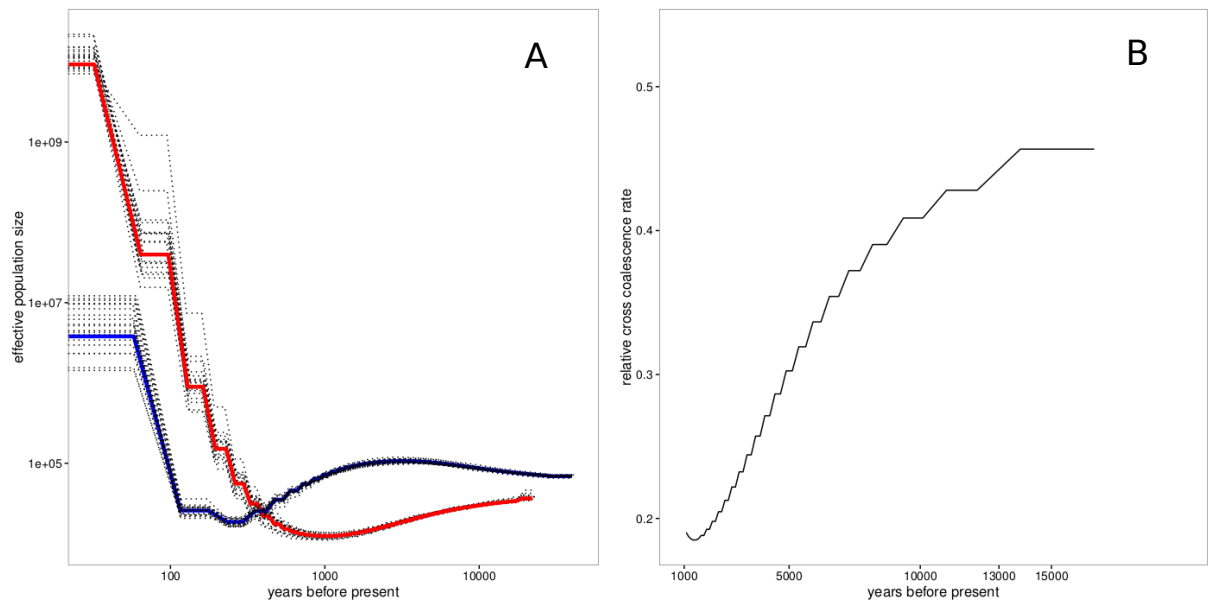 A
effective population size
1e+09
1e+07
1e+05
100
1000
10000
years before present
B
relative cross coalescence rate
0.5
0.4
0.3
0.2
1000
5000
10000
13000
15000
years before present